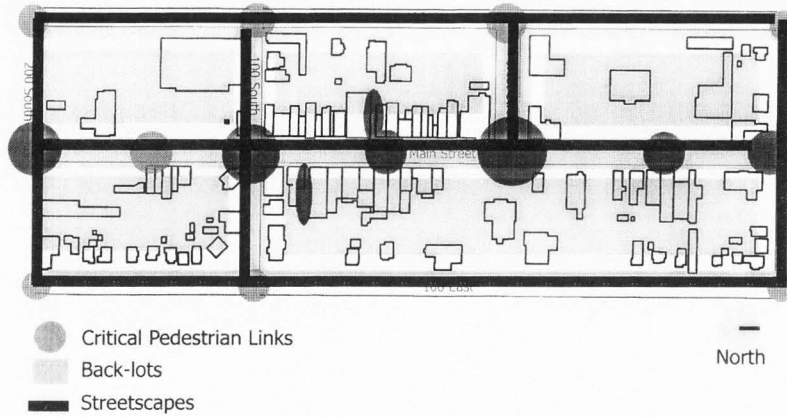 200 South
100 South
Main Street
100 East
Critical Pedestrian Links
Back-lots
Streetscapes
North